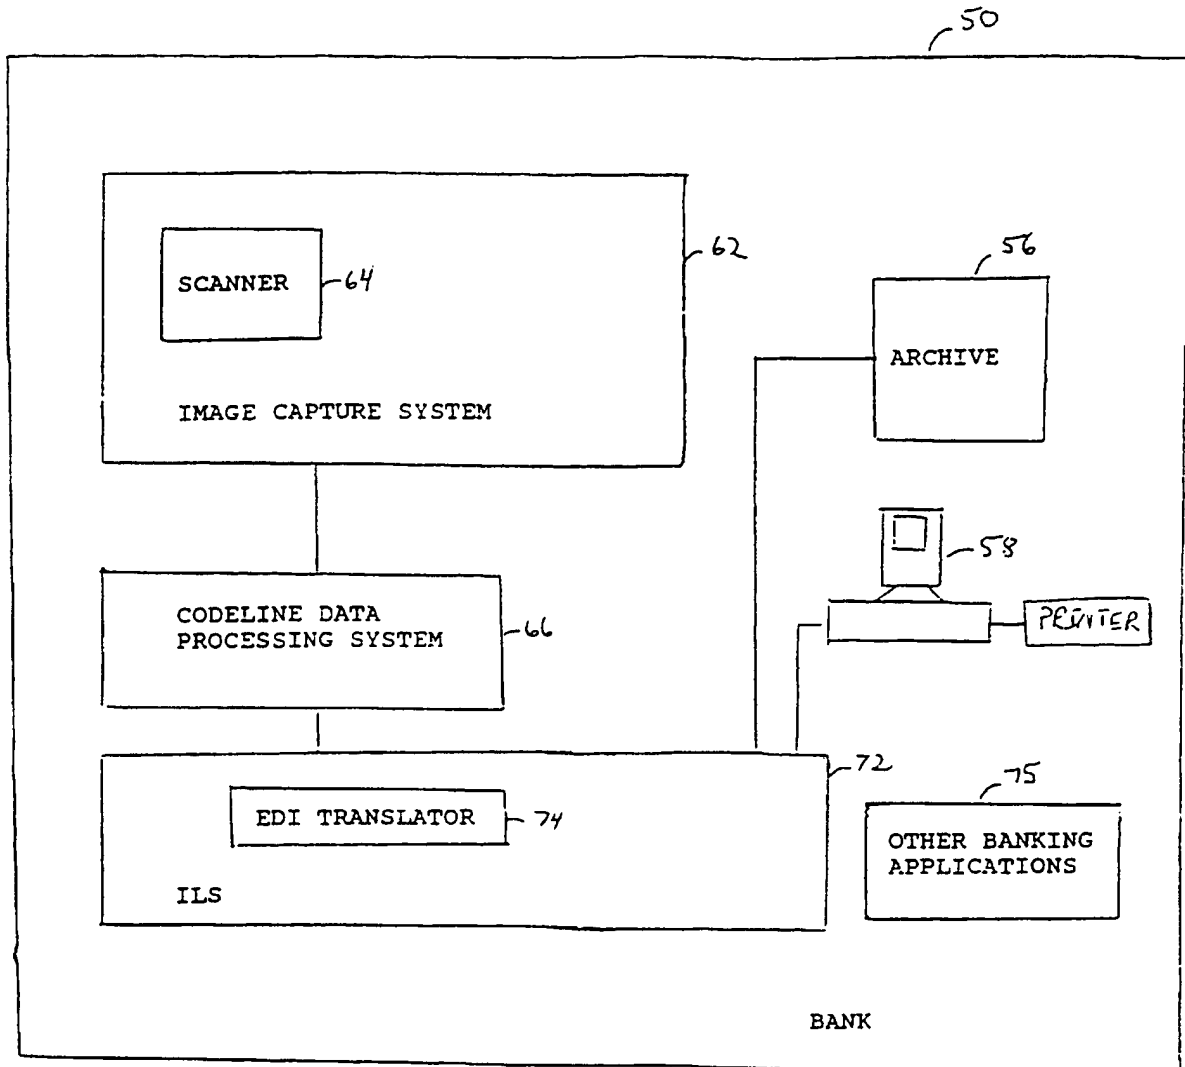 50
SCANNER
64
62
IMAGE CAPTURE SYSTEM
56
ARCHIVE
58
PRINTER
CODELINE DATA
PROCESSING SYSTEM
66
72
EDI TRANSLATOR
74
ILS
75
OTHER BANKING
APPLICATIONS
BANK